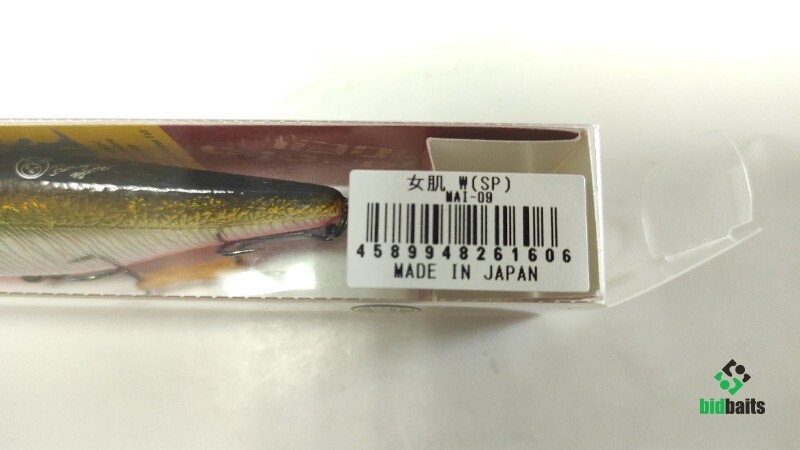 女肌 W(SP)
MAI-09
4589948261606
MADE IN JAPAN
bidbaits